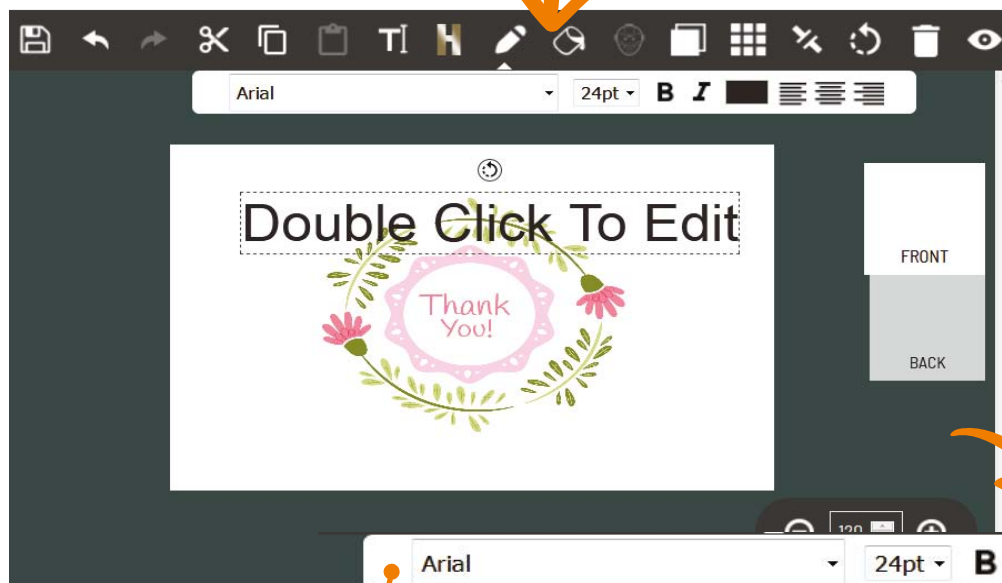 Arial
24pt
B I
Double Click To Edit
Thank
You!
FRONT
BACK
Arial
24pt
B